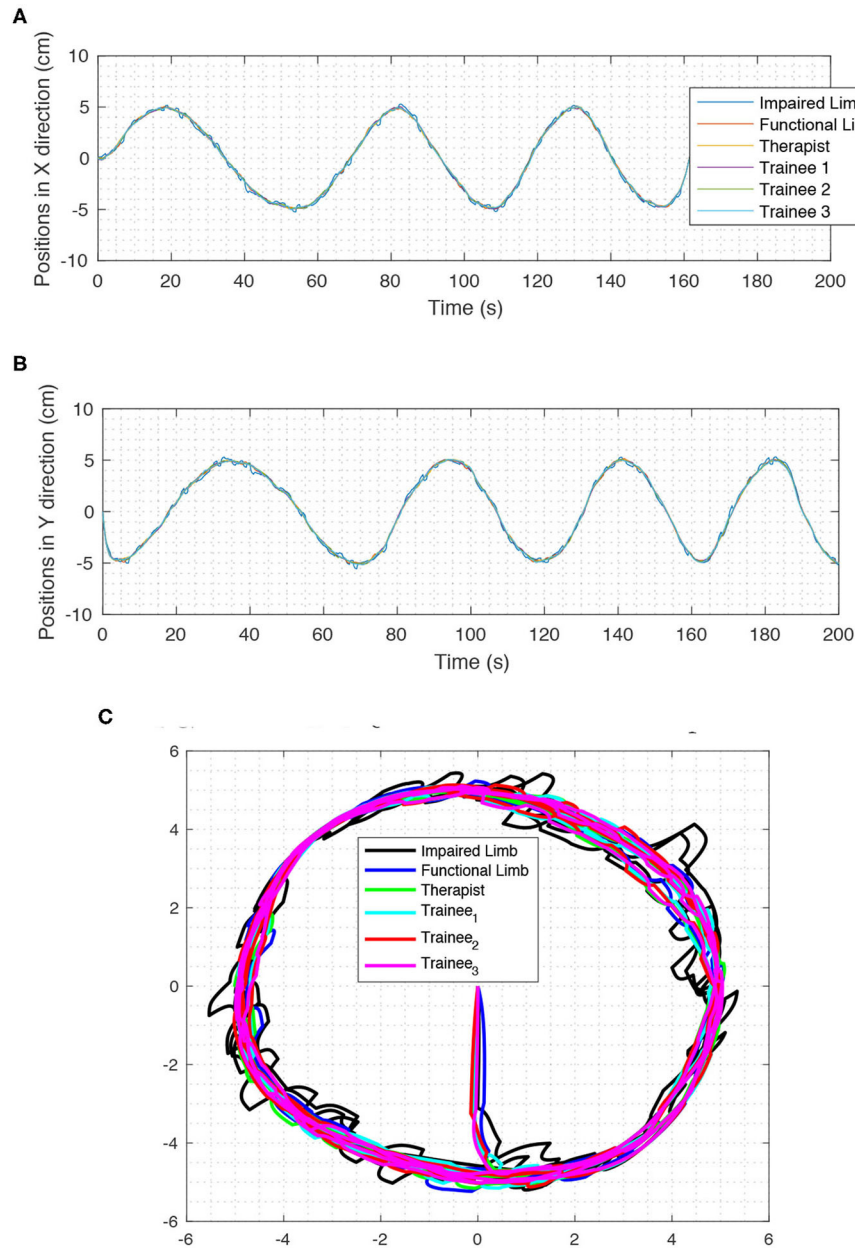 A
Positions in X direction (cm)
10
5
0
-5
-10
0 20 40 60 80 100 120 140 160 180 200
Time (s)
Impaired Lim
Functional Li
Therapist
Trainee 1
Trainee 2
Trainee 3
B
Positions in Y direction (cm)
10
5
0
-5
-10
0 20 40 60 80 100 120 140 160 180 200
Time (s)
C
6
4
2
0
-2
-4
-6
-6 -4 -2 0 2 4 6
Impaired Limb
Functional Limb
Therapist
Trainee1
Trainee2
Trainee3